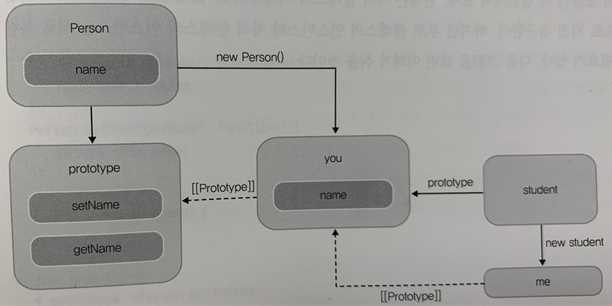 Person
name
new Person()
prototype
setName
getName
[[Prototype]]
you
name
prototype
student
new student
me
[[Prototype]]